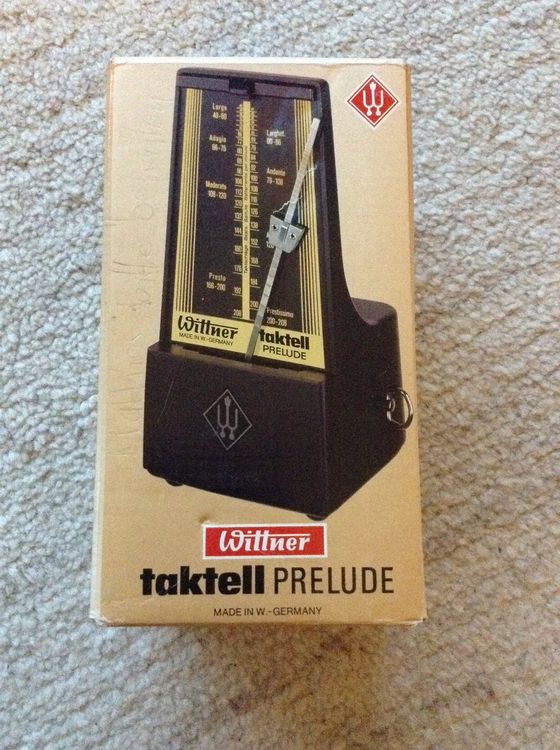 Largo
40-60
Larghet.
60-66
Adagio
66-76
Andante
76-108
Moderato
108-120
Presto
168-200
Prestissimo
200-208
Wittner
MADE IN W.-GERMANY
taktell
PRELUDE
Wittner
taktell PRELUDE
MADE IN W.-GERMANY